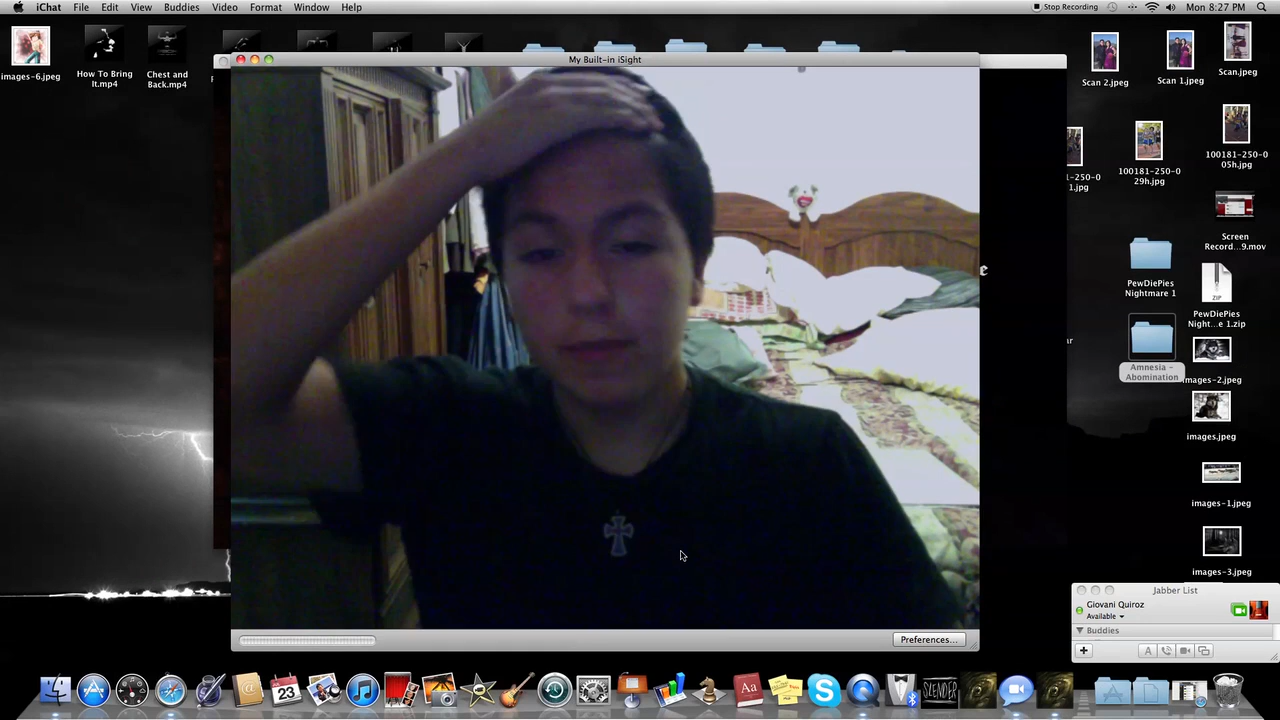 iChat File Edit View Buddies Video Format Window Help
Stop Recording Mon 8:27 PM
My Built-in iSight
images-6.jpeg
How To Bring
It.mp4
Chest and
Back.mp4
Scan 2.jpeg
Scan 1.jpeg
Scan.jpeg
1.jpg
100181-250-0
29h.jpg
100181-250-0
05h.jpg
Screen
Record...9.mov
PewDiePies
Nightmare 1
ZIP
PewDiePies
Night...e 1.zip
Amnesia -
Abomination
images-2.jpeg
images.jpeg
images-1.jpeg
images-3.jpeg
e
ar
Preferences...
Jabber List
Giovani Quiroz
Available
Buddies
A
23
Aa
SLENDER